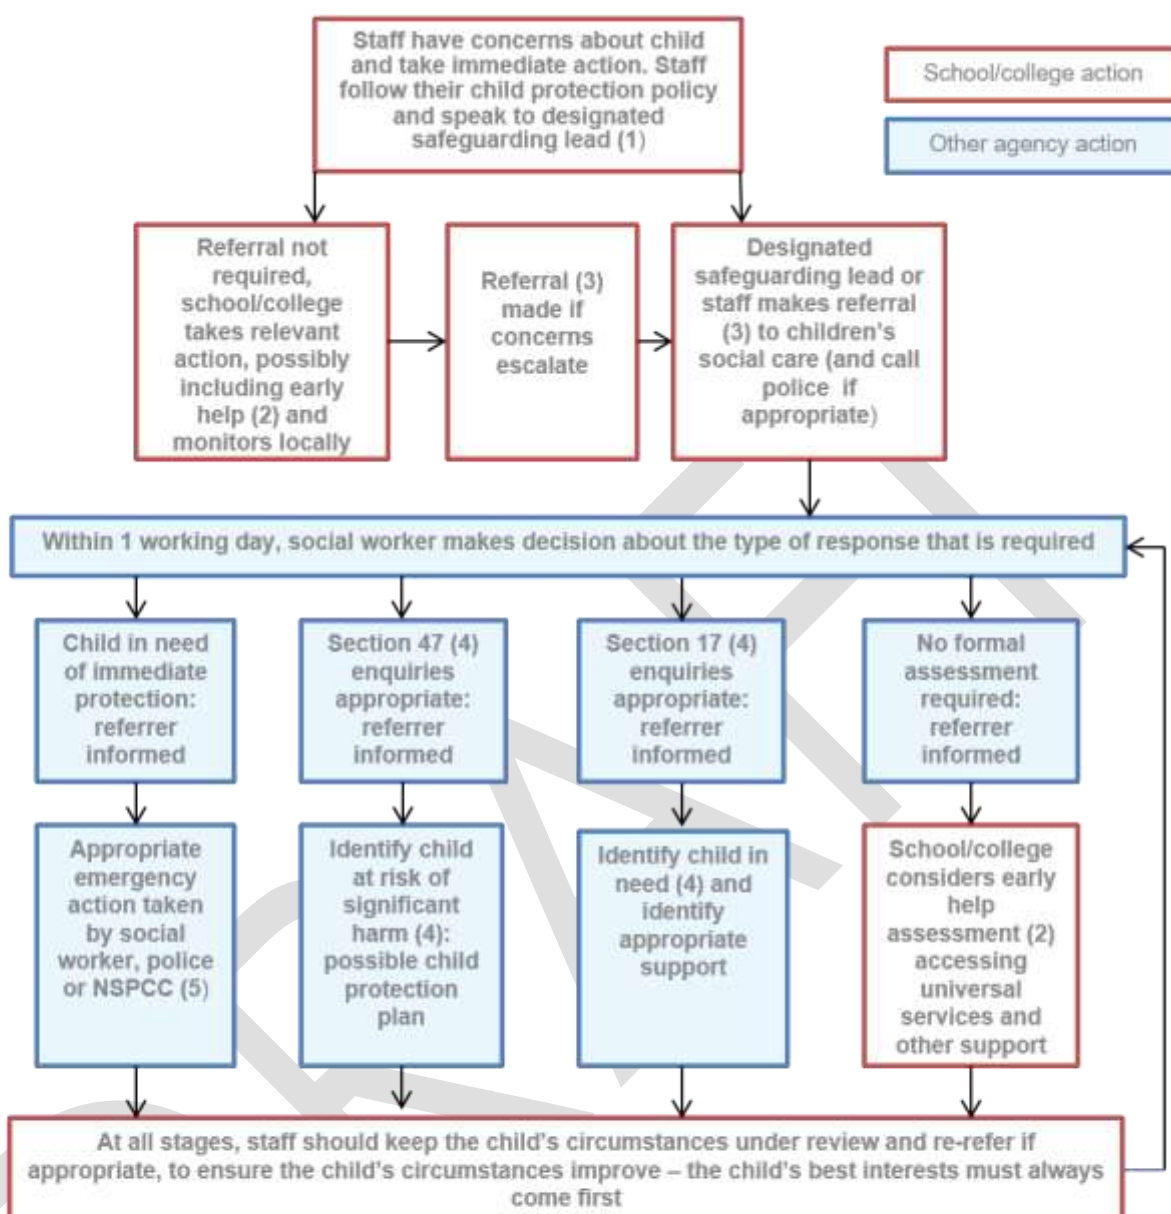 Staff have concerns about child
and take immediate action. Staff
follow their child protection policy
and speak to designated
safeguarding lead (1)
School/college action
Other agency action
Referral not
required,
school/college
takes relevant
action, possibly
including early
help (2) and
monitors locally
Referral (3)
made if
concerns
escalate
Designated
safeguarding lead or
staff makes referral
(3) to children’s
social care (and call
police if
appropriate)
Within 1 working day, social worker makes decision about the type of response that is required
Child in need
of immediate
protection:
referrer
informed
Section 47 (4)
enquiries
appropriate:
referrer
informed
Section 17 (4)
enquiries
appropriate:
referrer
informed
No formal
assessment
required:
referrer
informed
Appropriate
emergency
action taken
by social
worker, police
or NSPCC (5)
Identify child
at risk of
significant
harm (4):
possible child
protection
plan
Identify child in
need (4) and
identify
appropriate
support
School/college
considers early
help
assessment (2)
accessing
universal
services and
other support
At all stages, staff should keep the child’s circumstances under review and re-refer if
appropriate, to ensure the child’s circumstances improve – the child’s best interests must always
come first
DRAFT